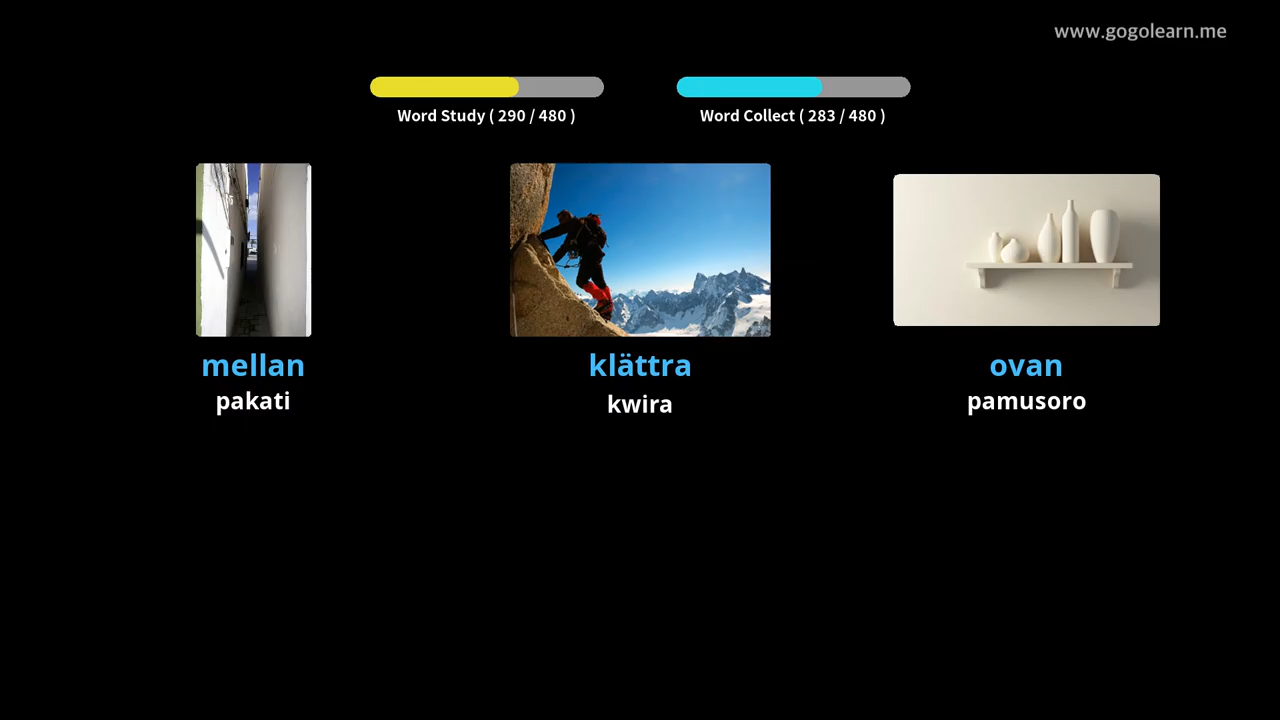 www.gogolearn.me
Word Study ( 290 / 480 )
Word Collect ( 283 / 480 )
mellan
pakati
klättra
kwira
ovan
pamusoro